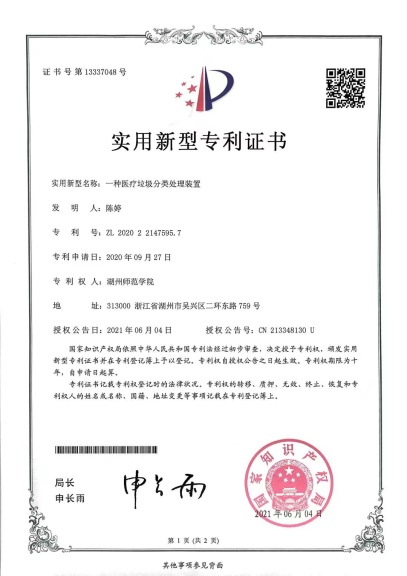 证书号第13337048号
实用新型专利证书
实用新型名称：一种医疗垃圾分类处理装置
发明人：陈婷
专利号：ZL 2020 2 2147595.7
专利申请日：2020年09月27日
专利权人：湖州师范学院
地址：313000 浙江省湖州市吴兴区二环东路759号
授权公告日：2021年06月04日 授权公告号：CN 213348130 U
国家知识产权局依照中华人民共和国专利法经过初步审查，决定授予专利权，颁发实用
新型专利证书并在专利登记簿上予以登记。专利权自授权公告之日起生效。专利权期限为十
年，自申请日起算。
专利证书记载专利权登记时的法律状况。专利权的转移、质押、无效、终止、恢复和专
利权人的姓名或名称、国籍、地址变更等事项记载在专利登记簿上。
局长
申长雨
申长雨
国家知识产权局
2021年06月04日
第 1 页 (共 2 页)
其他事项参见背面